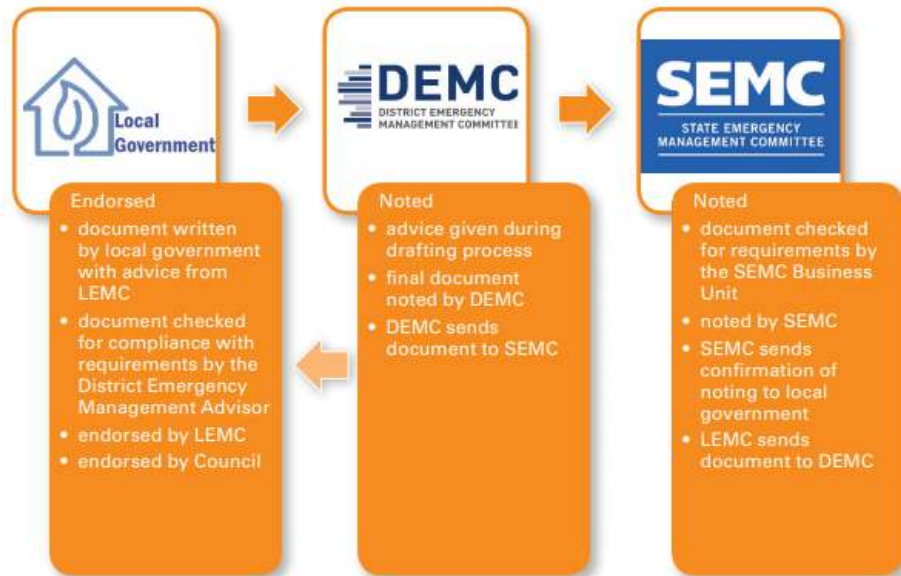 Local
Government
DEMC
DISTRICT EMERGENCY
MANAGEMENT COMMITTEE
SEMC
STATE EMERGENCY
MANAGEMENT COMMITTEE
Endorsed
• document written
by local government
with advice from
LEMC
• document checked
for compliance with
requirements by the
District Emergency
Management Advisor
• endorsed by LEMC
• endorsed by Council
Noted
• advice given during
drafting process
• final document
noted by DEMC
• DEMC sends
document to SEMC
Noted
• document checked
for requirements by
the SEMC Business
Unit
• noted by SEMC
• SEMC sends
confirmation of
noting to local
government
• LEMC sends
document to DEMC